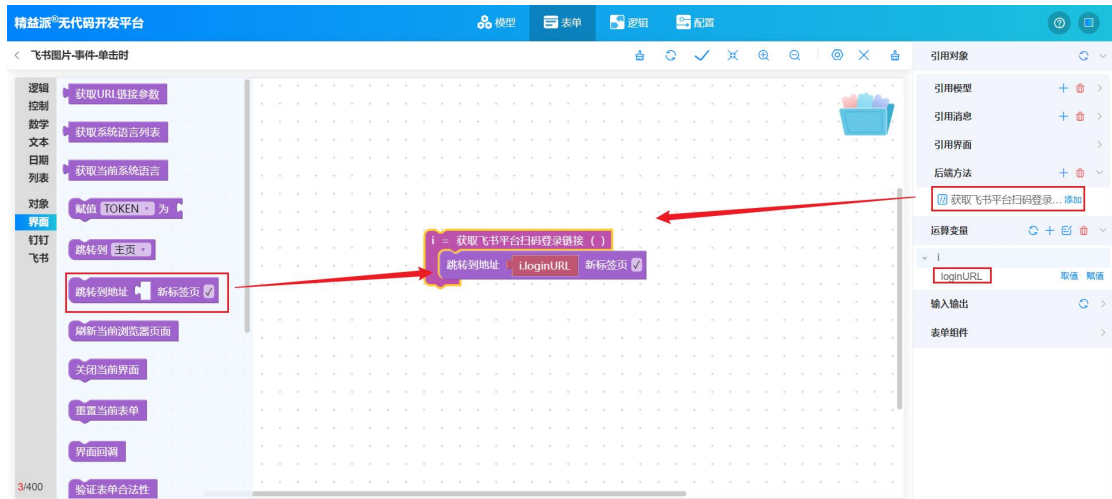 精益派®无代码开发平台
模型
表单
逻辑
配置
飞书图片-事件-单击时
引用对象
逻辑
控制
数学
文本
日期
列表
对象
界面
钉钉
飞书
获取URL链接参数
获取系统语言列表
获取当前系统语言
赋值 TOKEN 为
跳转到 主页
跳转到地址 新标签页
刷新当前浏览器页面
关闭当前界面
重置当前表单
界面回调
验证表单合法性
3/400
i = 获取飞书平台扫码登录链接 ( )
跳转到地址 i.loginURL 新标签页
引用模型
引用消息
引用界面
后端方法
获取飞书平台扫码登录... 添加
运算变量
i
loginURL 取值 赋值
输入输出
表单组件